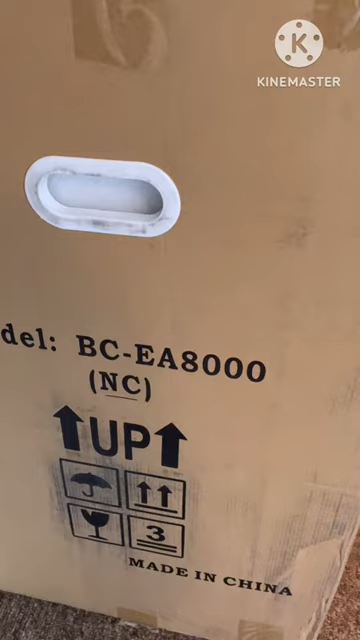 K
KINEMASTER
del: BC-EA8000
(NC)
UP
3
MADE IN CHINA